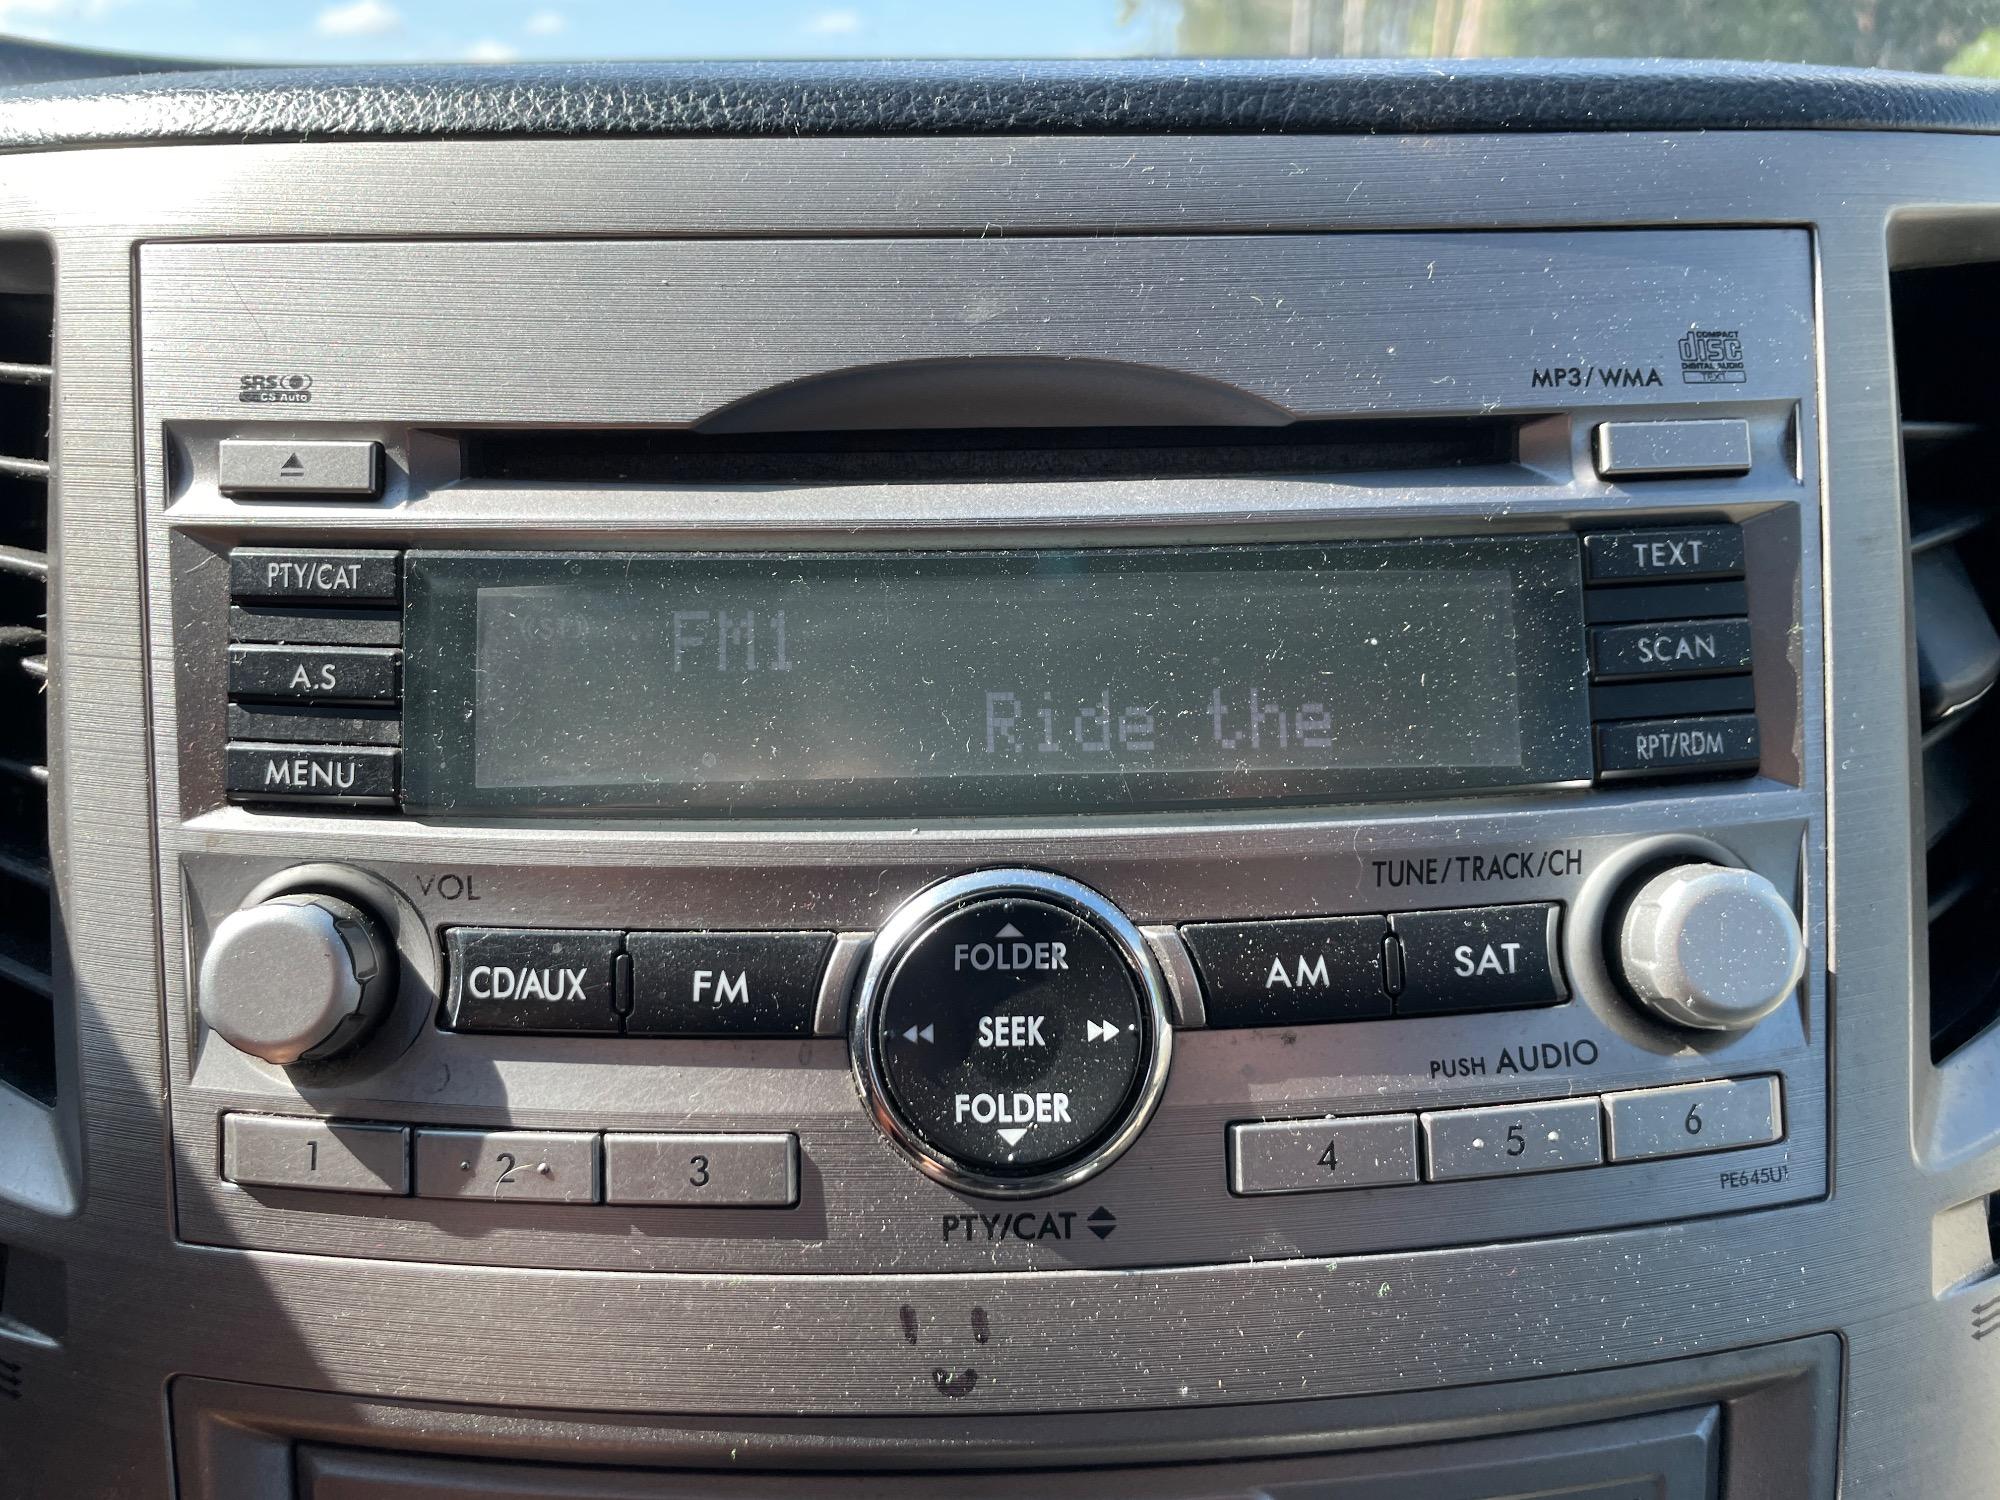 SRS
CS Auto
MP3/WMA
COMPACT
disc
DIGITAL AUDIO
TEXT
PTY/CAT
A.S
MENU
(ST)
FM1
Ride the
TEXT
SCAN
RPT/RDM
VOL
TUNE/TRACK/CH
CD/AUX
FM
FOLDER
SEEK
FOLDER
AM
SAT
PUSH AUDIO
1
2
3
4
5
6
PE645U1
PTY/CAT